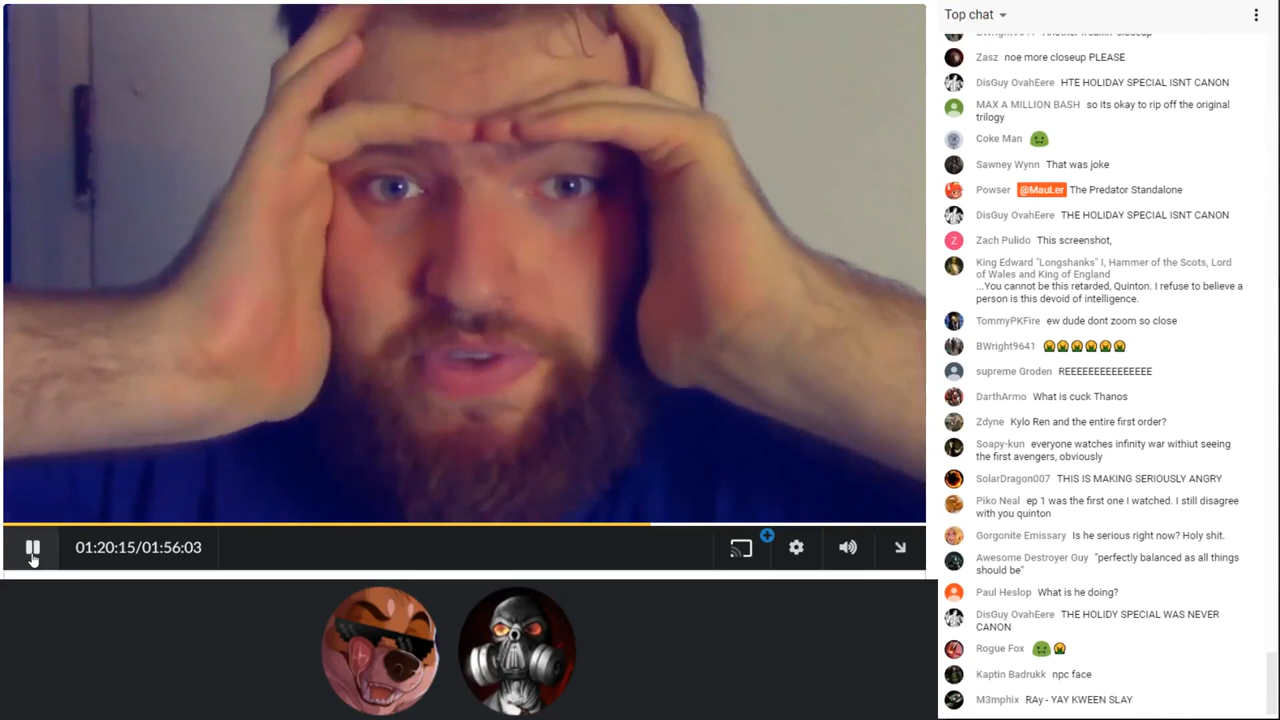 Top chat
Zasz noe more closeup PLEASE
DisGuy OvahEere HTE HOLIDAY SPECIAL ISNT CANON
MAX A MILLION BASH so its okay to rip off the original
trilogy
Coke Man
Sawney Wynn That was joke
Powser @MauLer The Predator Standalone
DisGuy OvahEere THE HOLIDAY SPECIAL ISNT CANON
Z
Zach Pulido This screenshot,
King Edward "Longshanks" I, Hammer of the Scots, Lord
of Wales and King of England
...You cannot be this retarded, Quinton. I refuse to believe a
person is this devoid of intelligence.
TommyPKFire ew dude dont zoom so close
BWright9641
supreme Groden REEEEEEEEEEEEEEE
DarthArmo What is cuck Thanos
Zdyne Kylo Ren and the entire first order?
Soapy-kun everyone watches infinity war withiut seeing
the first avengers, obviously
SolarDragon007 THIS IS MAKING SERIOUSLY ANGRY
Piko Neal ep 1 was the first one I watched. I still disagree
with you quinton
Gorgonite Emissary Is he serious right now? Holy shit.
Awesome Destroyer Guy "perfectly balanced as all things
should be"
Paul Heslop What is he doing?
DisGuy OvahEere THE HOLIDY SPECIAL WAS NEVER
CANON
Rogue Fox
Kaptin Badrukk npc face
M3mphix RAy - YAY KWEEN SLAY
01:20:15/01:56:03